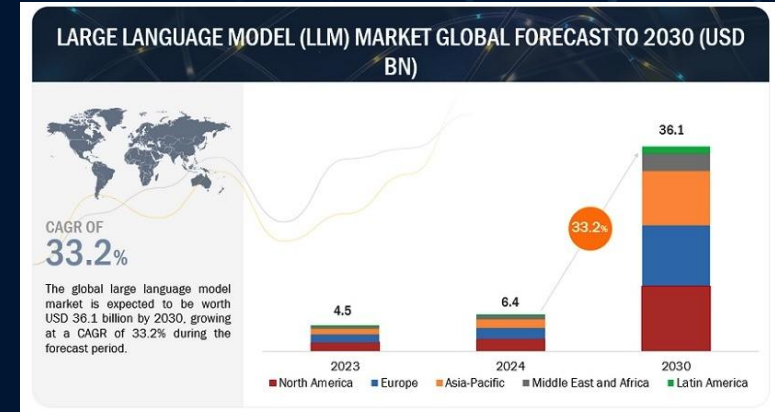 LARGE LANGUAGE MODEL (LLM) MARKET GLOBAL FORECAST TO 2030 (USD
BN)
CAGR OF
33.2%
The global large language model
market is expected to be worth
USD 36.1 billion by 2030, growing
at a CAGR of 33.2% during the
forecast period.
4.5
6.4
33.2%
36.1
2023
2024
2030
North America
Europe
Asia-Pacific
Middle East and Africa
Latin America